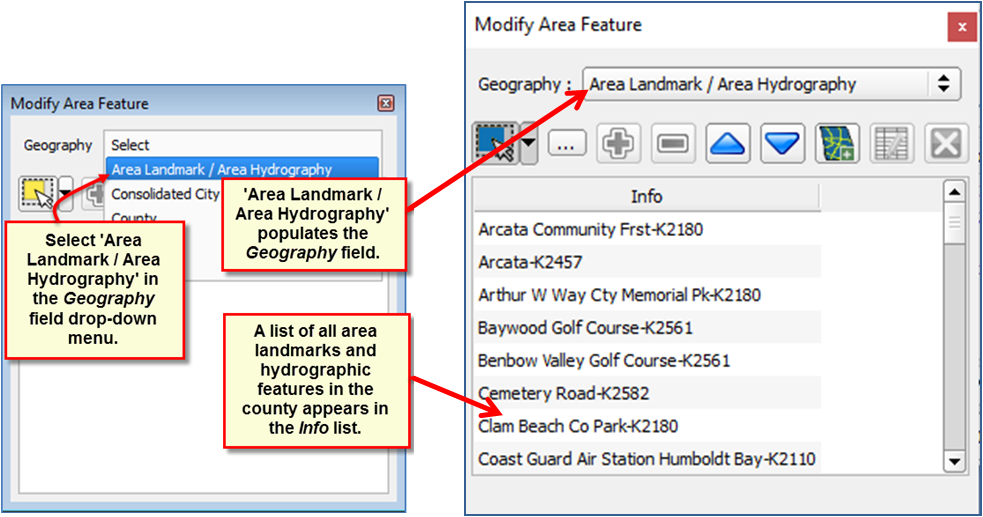 Modify Area Feature
Geography
Select
Area Landmark / Area Hydrography
Consolidated City
County
Select 'Area
Landmark / Area
Hydrography' in
the Geography
field drop-down
menu.
'Area Landmark /
Area Hydrography'
populates the
Geography field.
A list of all area
landmarks and
hydrographic
features in the
county appears in
the Info list.
Modify Area Feature
x
Geography :
Area Landmark / Area Hydrography
...
Info
Arcata Community Frst-K2180
Arcata-K2457
Arthur W Way Cty Memorial Pk-K2180
Baywood Golf Course-K2561
Benbow Valley Golf Course-K2561
Cemetery Road-K2582
Clam Beach Co Park-K2180
Coast Guard Air Station Humboldt Bay-K2110